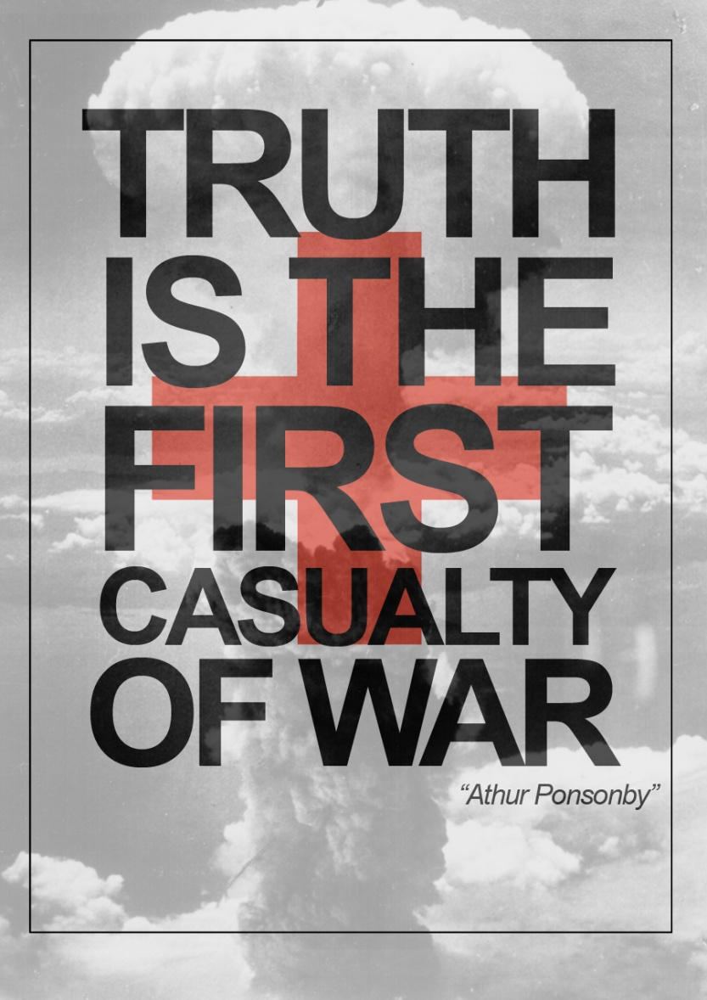 TRUTH
IS THE
FIRST
CASUALTY
OF WAR
“Athur Ponsonby”